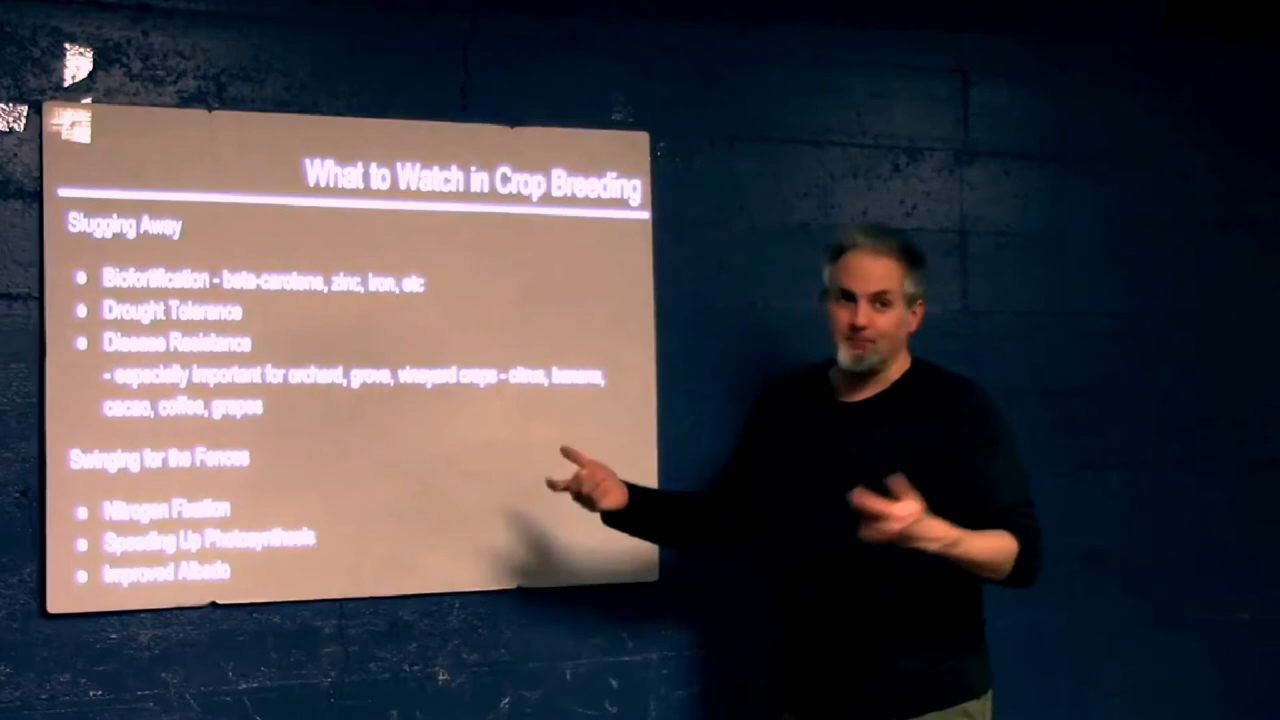 What to Watch in Crop Breeding
Slugging Away
● Biofortification - beta-carotene, zinc, iron, etc
● Drought Tolerance
● Disease Resistance
- especially important for orchard, grove, vineyard crops - citrus, banana,
cacao, coffee, grapes
Swinging for the Fences
● Nitrogen Fixation
● Speeding Up Photosynthesis
● Improved Albedo